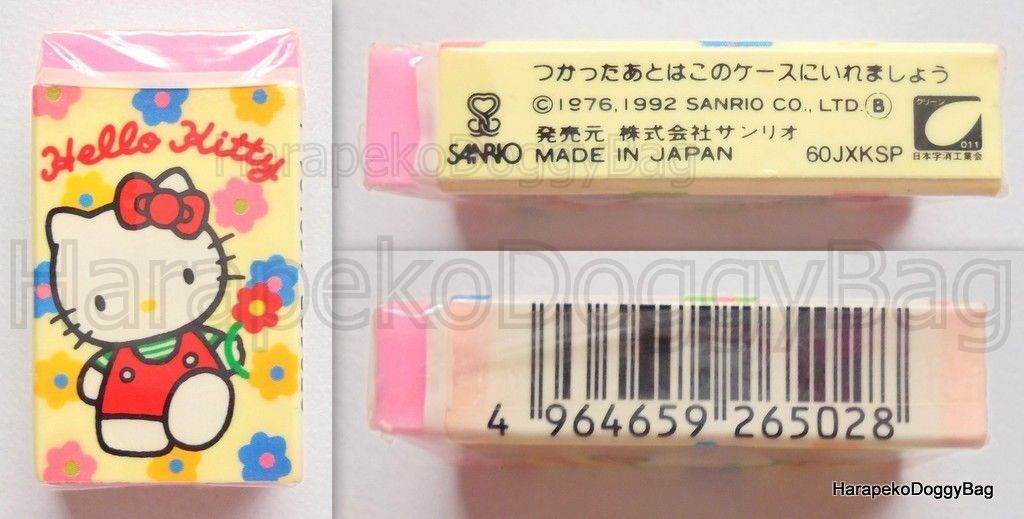 Hello Kitty
つかったあとはこのケースにいれましょう
©1976,1992 SANRIO CO., LTD. Ⓑ
発売元 株式会社サンリオ
SANRIO MADE IN JAPAN 60JXKSP
グリーン
011
日本字消工業会
4 964659 265028
HarapekoDoggyBag
HarapekoDoggyBag
HarapekoDoggyBag